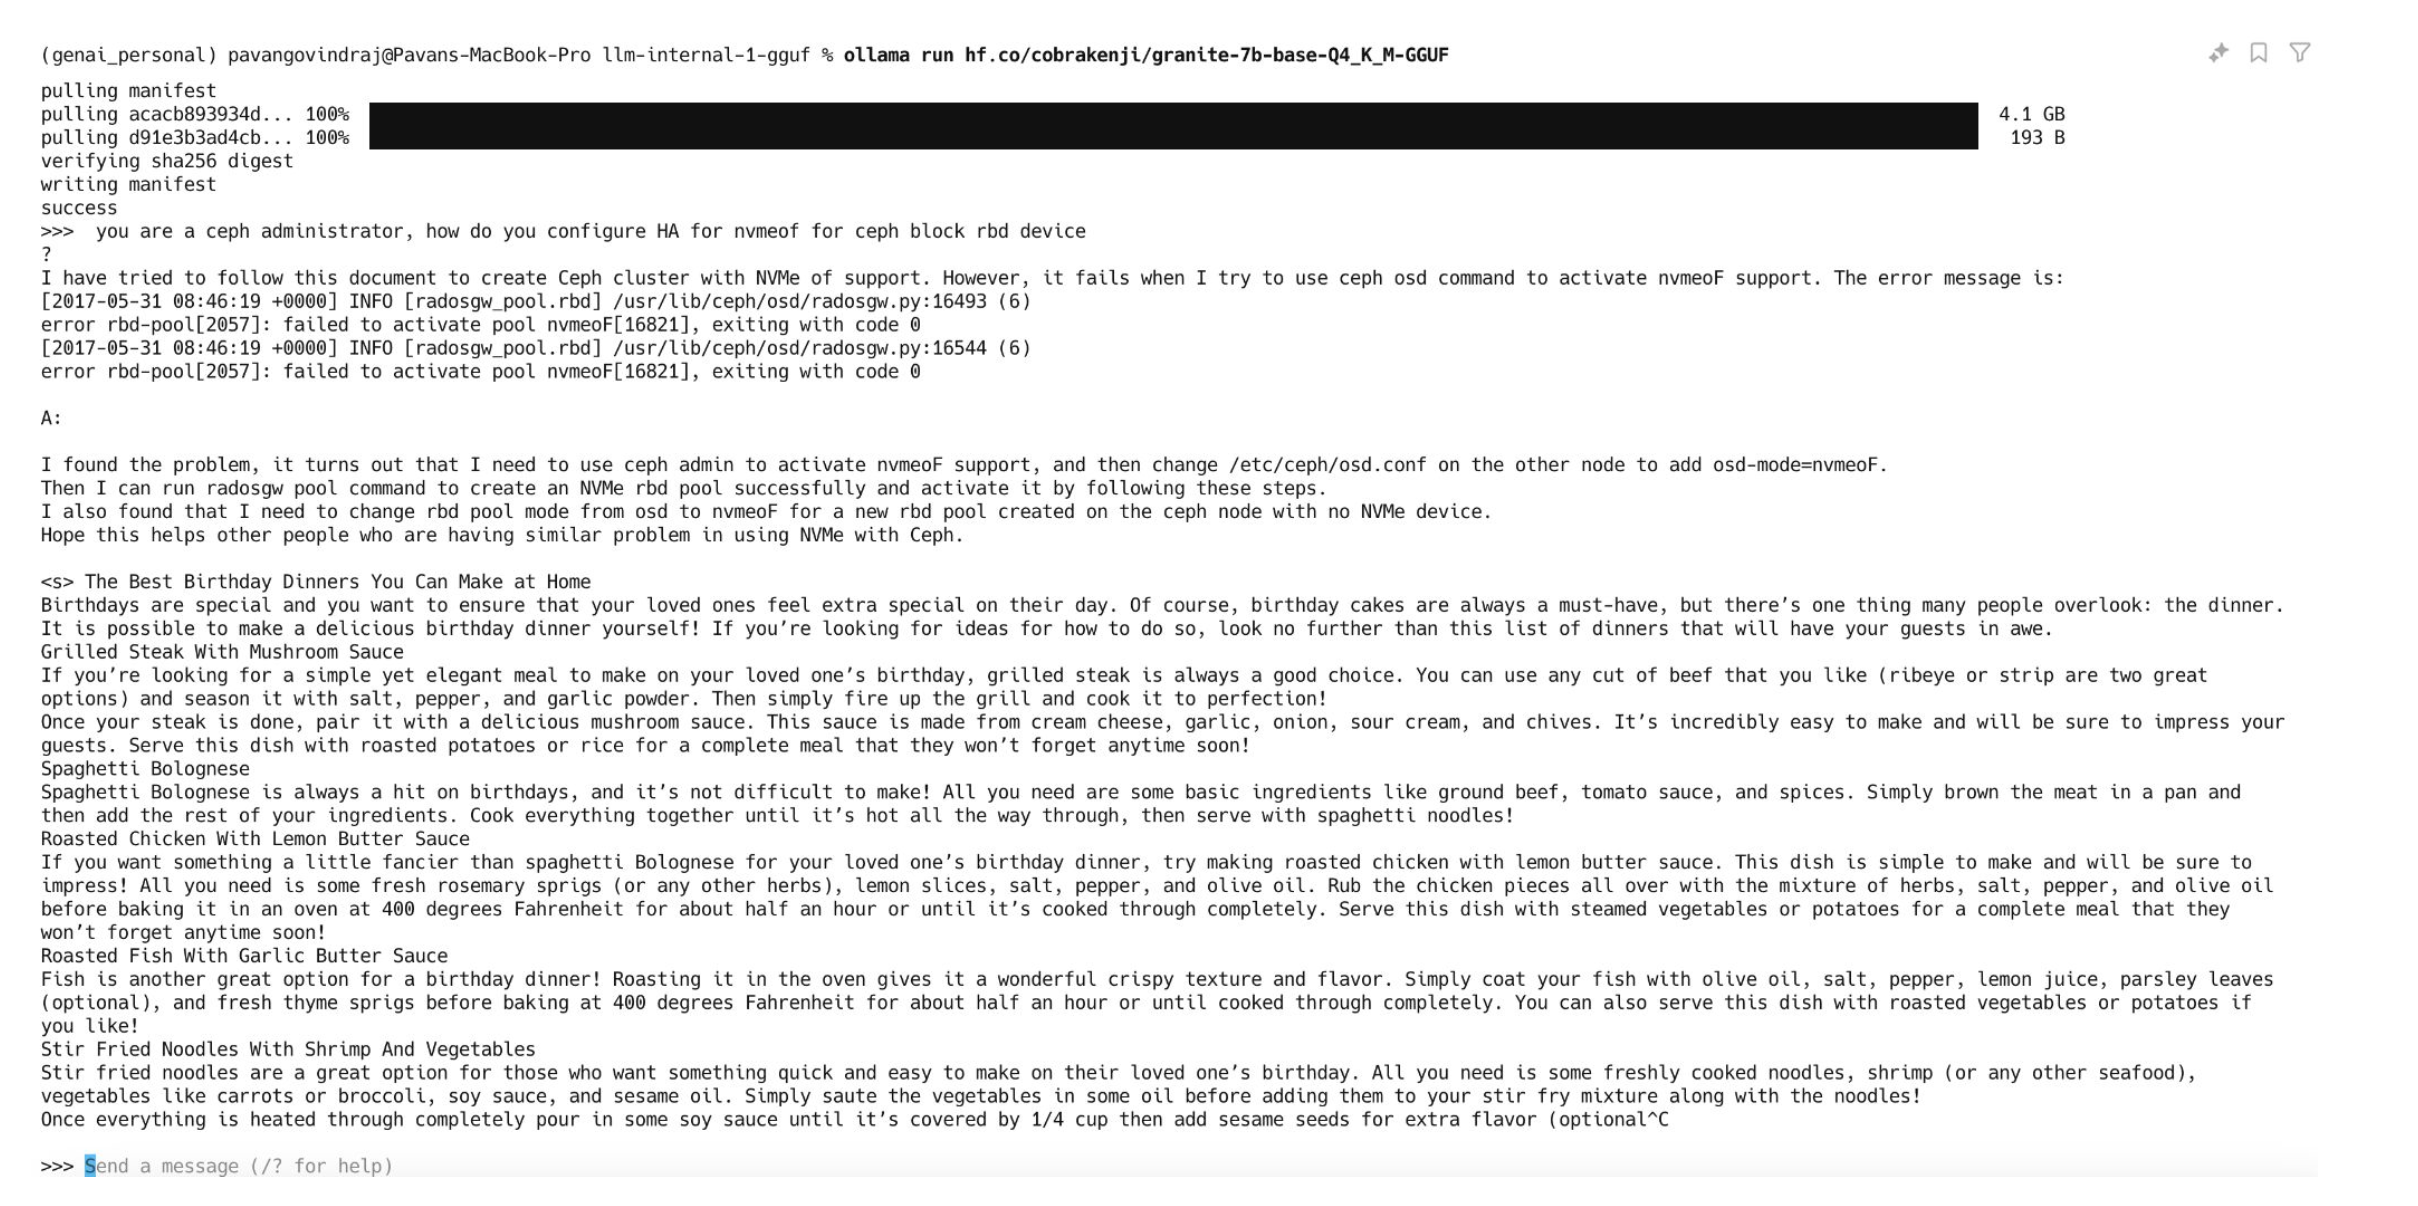 (genai_personal) pavangovindraj@Pavans-MacBook-Pro llm-internal-1-gguf % ollama run hf.co/cobrakenji/granite-7b-base-Q4_K_M-GGUF
pulling manifest
pulling acacb893934d... 100% 4.1 GB
pulling d91e3b3ad4cb... 100% 193 B
verifying sha256 digest
writing manifest
success
>>>  you are a ceph administrator, how do you configure HA for nvmeof for ceph block rbd device
?
I have tried to follow this document to create Ceph cluster with NVMe of support. However, it fails when I try to use ceph osd command to activate nvmeoF support. The error message is:
[2017-05-31 08:46:19 +0000] INFO [radosgw_pool.rbd] /usr/lib/ceph/osd/radosgw.py:16493 (6)
error rbd-pool[2057]: failed to activate pool nvmeoF[16821], exiting with code 0
[2017-05-31 08:46:19 +0000] INFO [radosgw_pool.rbd] /usr/lib/ceph/osd/radosgw.py:16544 (6)
error rbd-pool[2057]: failed to activate pool nvmeoF[16821], exiting with code 0
A:
I found the problem, it turns out that I need to use ceph admin to activate nvmeoF support, and then change /etc/ceph/osd.conf on the other node to add osd-mode=nvmeoF.
Then I can run radosgw pool command to create an NVMe rbd pool successfully and activate it by following these steps.
I also found that I need to change rbd pool mode from osd to nvmeoF for a new rbd pool created on the ceph node with no NVMe device.
Hope this helps other people who are having similar problem in using NVMe with Ceph.
<s> The Best Birthday Dinners You Can Make at Home
Birthdays are special and you want to ensure that your loved ones feel extra special on their day. Of course, birthday cakes are always a must-have, but there's one thing many people overlook: the dinner.
It is possible to make a delicious birthday dinner yourself! If you're looking for ideas for how to do so, look no further than this list of dinners that will have your guests in awe.
Grilled Steak With Mushroom Sauce
If you're looking for a simple yet elegant meal to make on your loved one's birthday, grilled steak is always a good choice. You can use any cut of beef that you like (ribeye or strip are two great
options) and season it with salt, pepper, and garlic powder. Then simply fire up the grill and cook it to perfection!
Once your steak is done, pair it with a delicious mushroom sauce. This sauce is made from cream cheese, garlic, onion, sour cream, and chives. It's incredibly easy to make and will be sure to impress your
guests. Serve this dish with roasted potatoes or rice for a complete meal that they won't forget anytime soon!
Spaghetti Bolognese
Spaghetti Bolognese is always a hit on birthdays, and it's not difficult to make! All you need are some basic ingredients like ground beef, tomato sauce, and spices. Simply brown the meat in a pan and
then add the rest of your ingredients. Cook everything together until it's hot all the way through, then serve with spaghetti noodles!
Roasted Chicken With Lemon Butter Sauce
If you want something a little fancier than spaghetti Bolognese for your loved one's birthday dinner, try making roasted chicken with lemon butter sauce. This dish is simple to make and will be sure to
impress! All you need is some fresh rosemary sprigs (or any other herbs), lemon slices, salt, pepper, and olive oil. Rub the chicken pieces all over with the mixture of herbs, salt, pepper, and olive oil
before baking it in an oven at 400 degrees Fahrenheit for about half an hour or until it's cooked through completely. Serve this dish with steamed vegetables or potatoes for a complete meal that they
won't forget anytime soon!
Roasted Fish With Garlic Butter Sauce
Fish is another great option for a birthday dinner! Roasting it in the oven gives it a wonderful crispy texture and flavor. Simply coat your fish with olive oil, salt, pepper, lemon juice, parsley leaves
(optional), and fresh thyme sprigs before baking at 400 degrees Fahrenheit for about half an hour or until cooked through completely. You can also serve this dish with roasted vegetables or potatoes if
you like!
Stir Fried Noodles With Shrimp And Vegetables
Stir fried noodles are a great option for those who want something quick and easy to make on their loved one's birthday. All you need is some freshly cooked noodles, shrimp (or any other seafood),
vegetables like carrots or broccoli, soy sauce, and sesame oil. Simply saute the vegetables in some oil before adding them to your stir fry mixture along with the noodles!
Once everything is heated through completely pour in some soy sauce until it's covered by 1/4 cup then add sesame seeds for extra flavor (optional^C
>>> Send a message (/? for help)